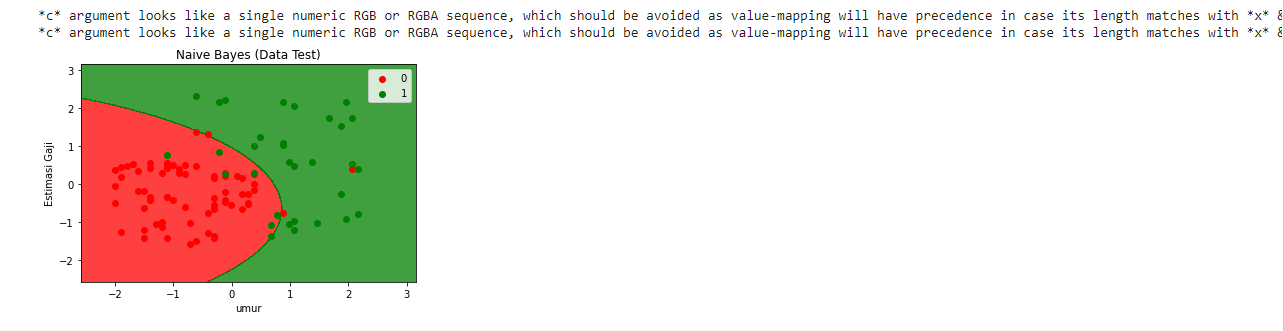 *c* argument looks like a single numeric RGB or RGBA sequence, which should be avoided as value-mapping will have precedence in case its length matches with *x* &
*c* argument looks like a single numeric RGB or RGBA sequence, which should be avoided as value-mapping will have precedence in case its length matches with *x* &
Naive Bayes (Data Test)
0
1
3
2
1
0
−1
−2
Estimasi Gaji
−2 −1 0 1 2 3
umur